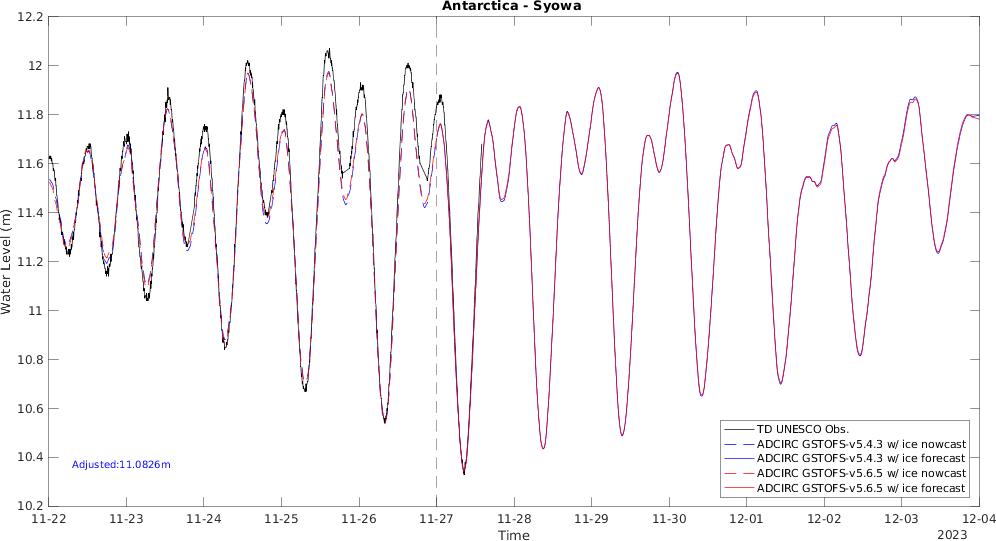 Antarctica - Syowa
12.2
12
11.8
11.6
11.4
11.2
11
10.8
10.6
10.4
10.2
Water Level (m)
Adjusted:11.0826m
TD UNESCO Obs.
ADCIRC GSTOFS-v5.4.3 w/ ice nowcast
ADCIRC GSTOFS-v5.4.3 w/ ice forecast
ADCIRC GSTOFS-v5.6.5 w/ ice nowcast
ADCIRC GSTOFS-v5.6.5 w/ ice forecast
11-22 11-23 11-24 11-25 11-26 11-27 11-28 11-29 11-30 12-01 12-02 12-03 12-04
Time
2023